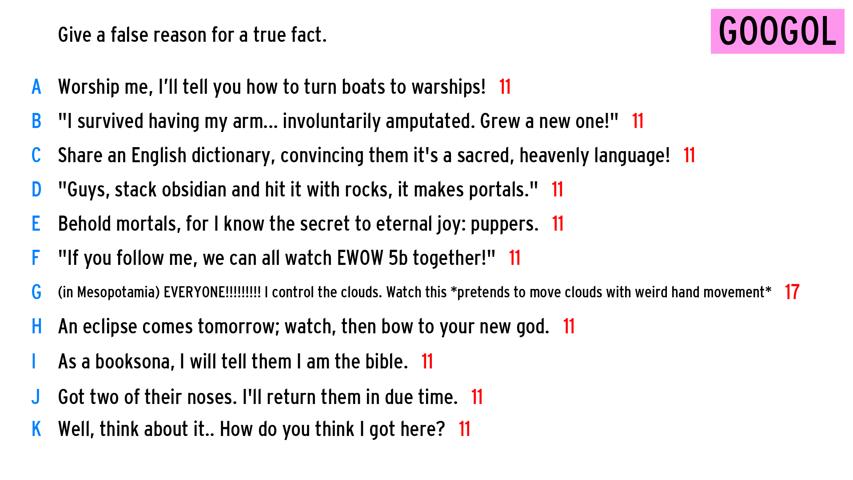 Give a false reason for a true fact.
GOOGOL
A Worship me, I'll tell you how to turn boats to warships! 11
B "I survived having my arm... involuntarily amputated. Grew a new one!" 11
C Share an English dictionary, convincing them it's a sacred, heavenly language! 11
D "Guys, stack obsidian and hit it with rocks, it makes portals." 11
E Behold mortals, for I know the secret to eternal joy: puppers. 11
F "If you follow me, we can all watch EWOW 5b together!" 11
G (in Mesopotamia) EVERYONE!!!!!!!!! I control the clouds. Watch this *pretends to move clouds with weird hand movement* 17
H An eclipse comes tomorrow; watch, then bow to your new god. 11
I As a booksona, I will tell them I am the bible. 11
J Got two of their noses. I'll return them in due time. 11
K Well, think about it.. How do you think I got here? 11